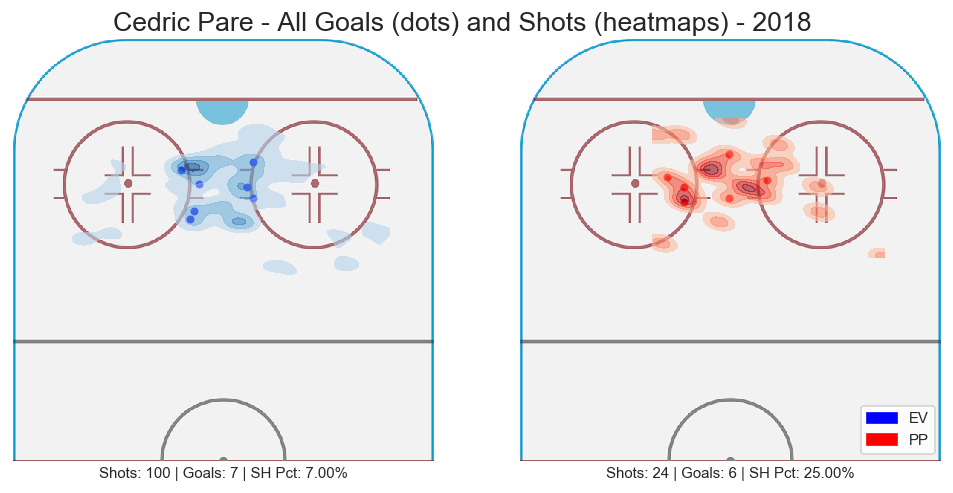 Cedric Pare - All Goals (dots) and Shots (heatmaps) - 2018
EV
PP
Shots: 100 | Goals: 7 | SH Pct: 7.00%
Shots: 24 | Goals: 6 | SH Pct: 25.00%